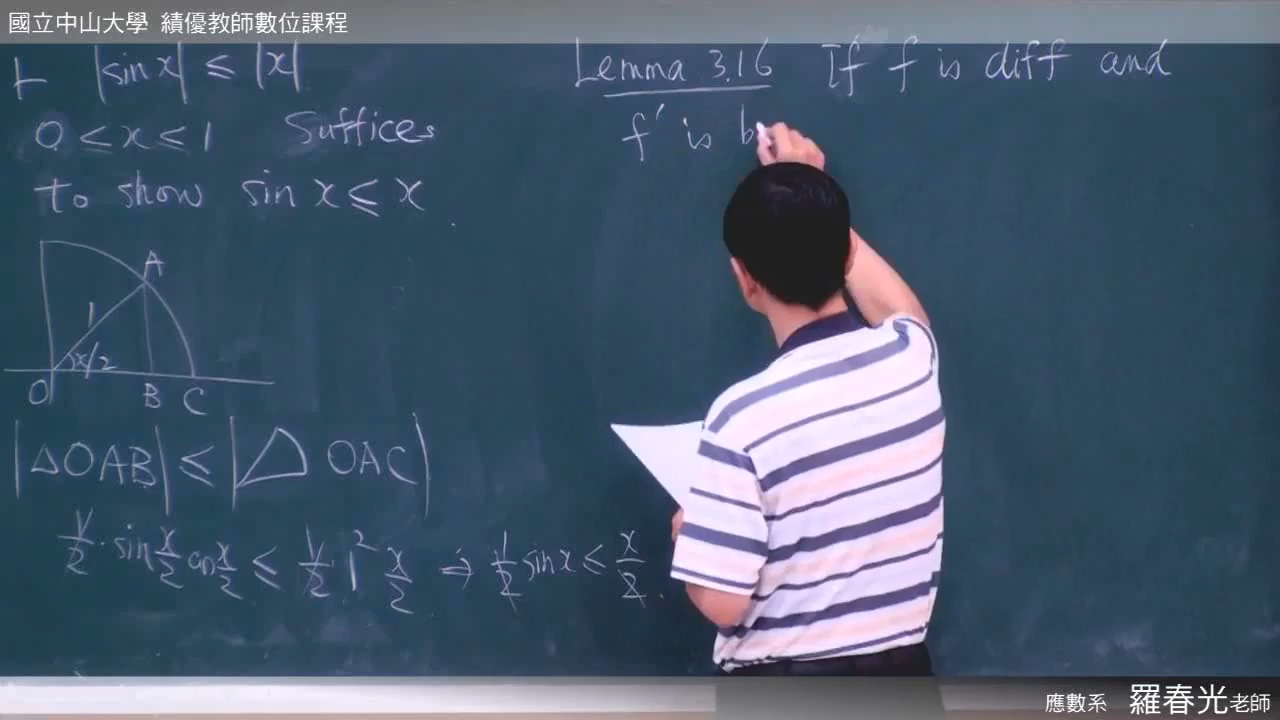 國立中山大學 績優教師數位課程
⊢ |sin x| ≤ |x|
0 < x ≤ 1 Suffices
to show sin x ≤ x
A
1
x/2
O B C
|△OAB| ≤ | OAC|
1/2 · sin x/2 cos x/2 ≤ 1/2 1² x/2 ⇒ 1/2 sin x ≤ x/2.
Lemma 3.16 If f is diff and
f' is b
應數系 羅春光老師